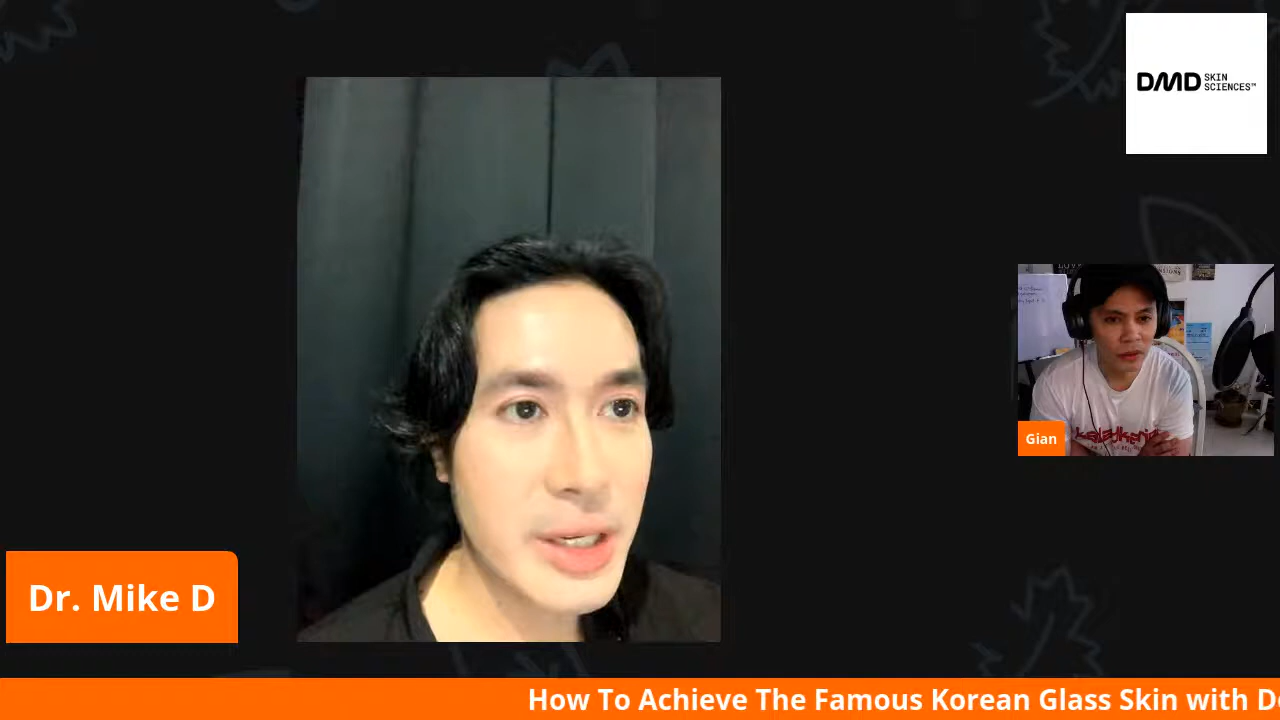 DMD SKIN
SCIENCES™
Gian
Dr. Mike D
How To Achieve The Famous Korean Glass Skin with D